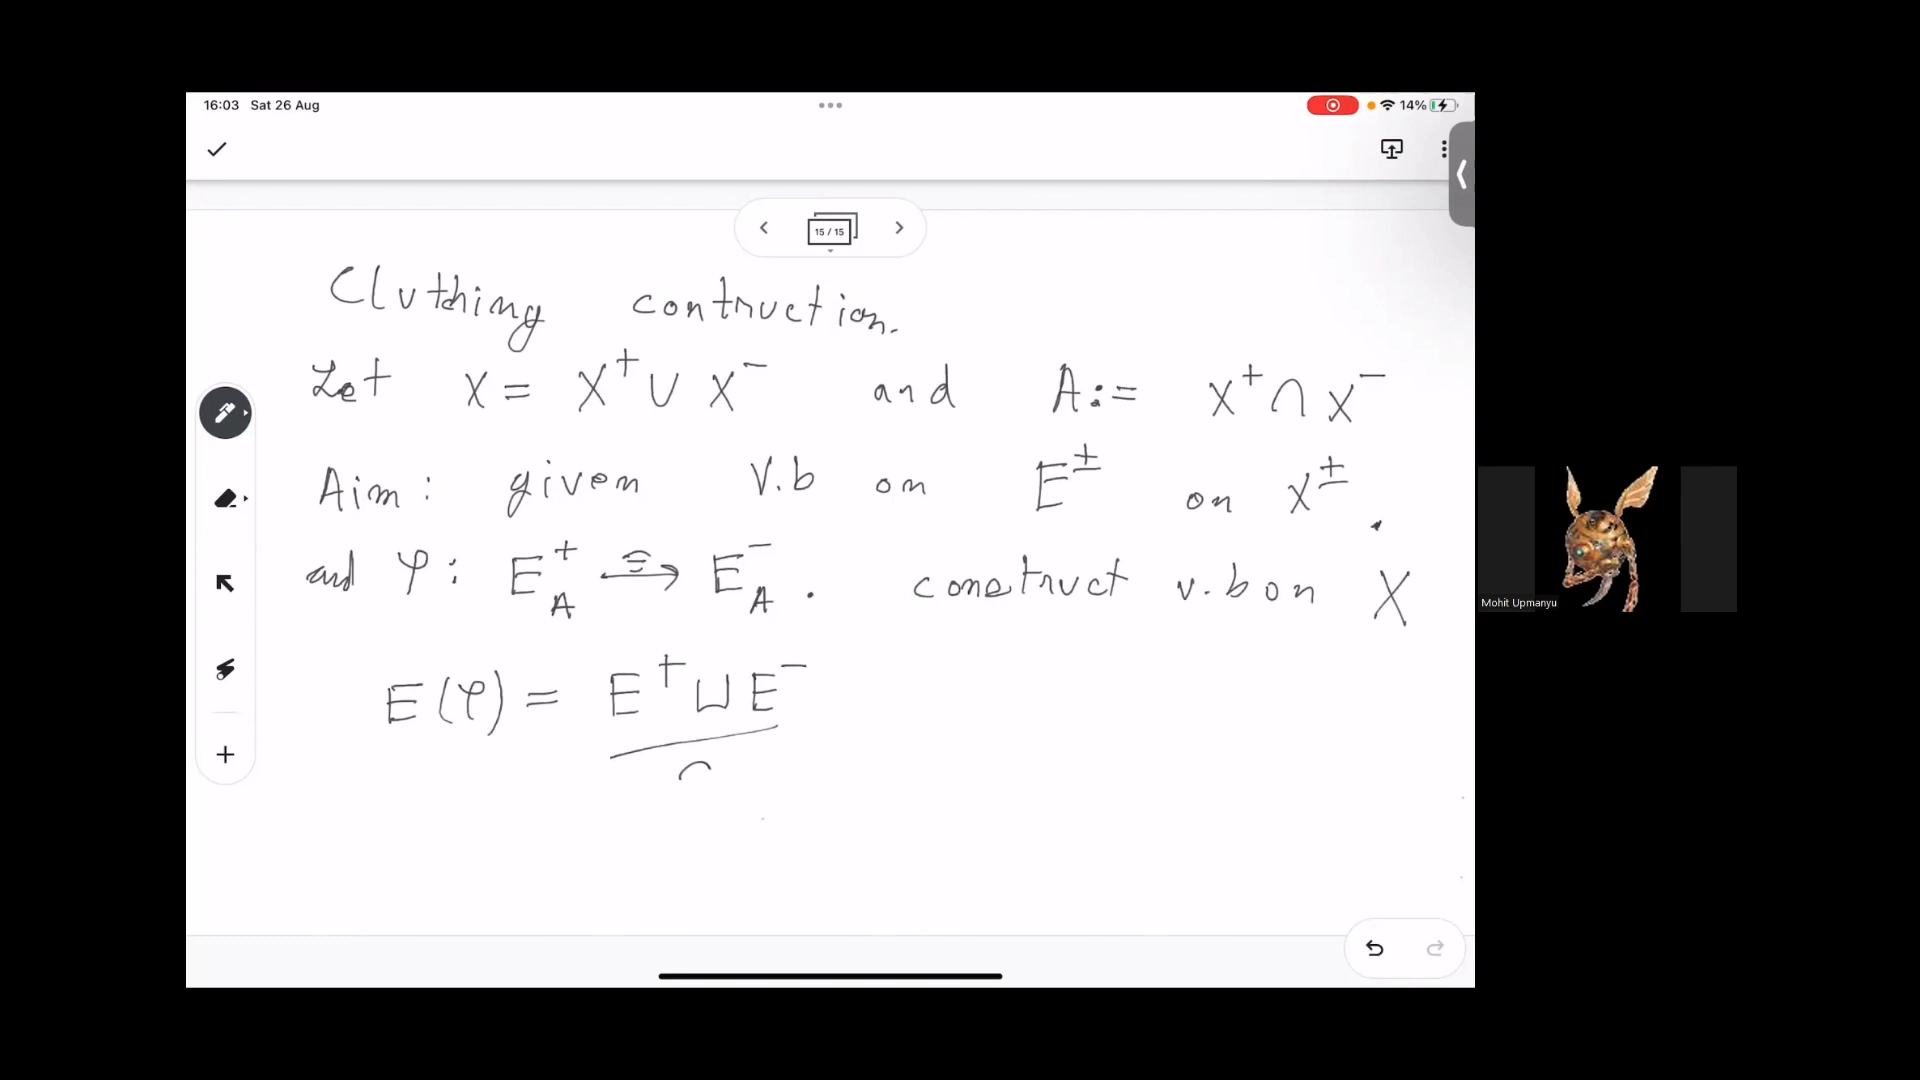 16:03 Sat 26 Aug
14%
15 / 15
Cluthing contruction.
Let X = X⁺ ∪ X⁻ and A := X⁺ ∩ X⁻
Aim : given V.b on E^± on X^± .
and φ : E⁺_A ≅→ E⁻_A . construct v.b on X
E(φ) = E⁺ ⊔ E⁻
Mohit Upmanyu